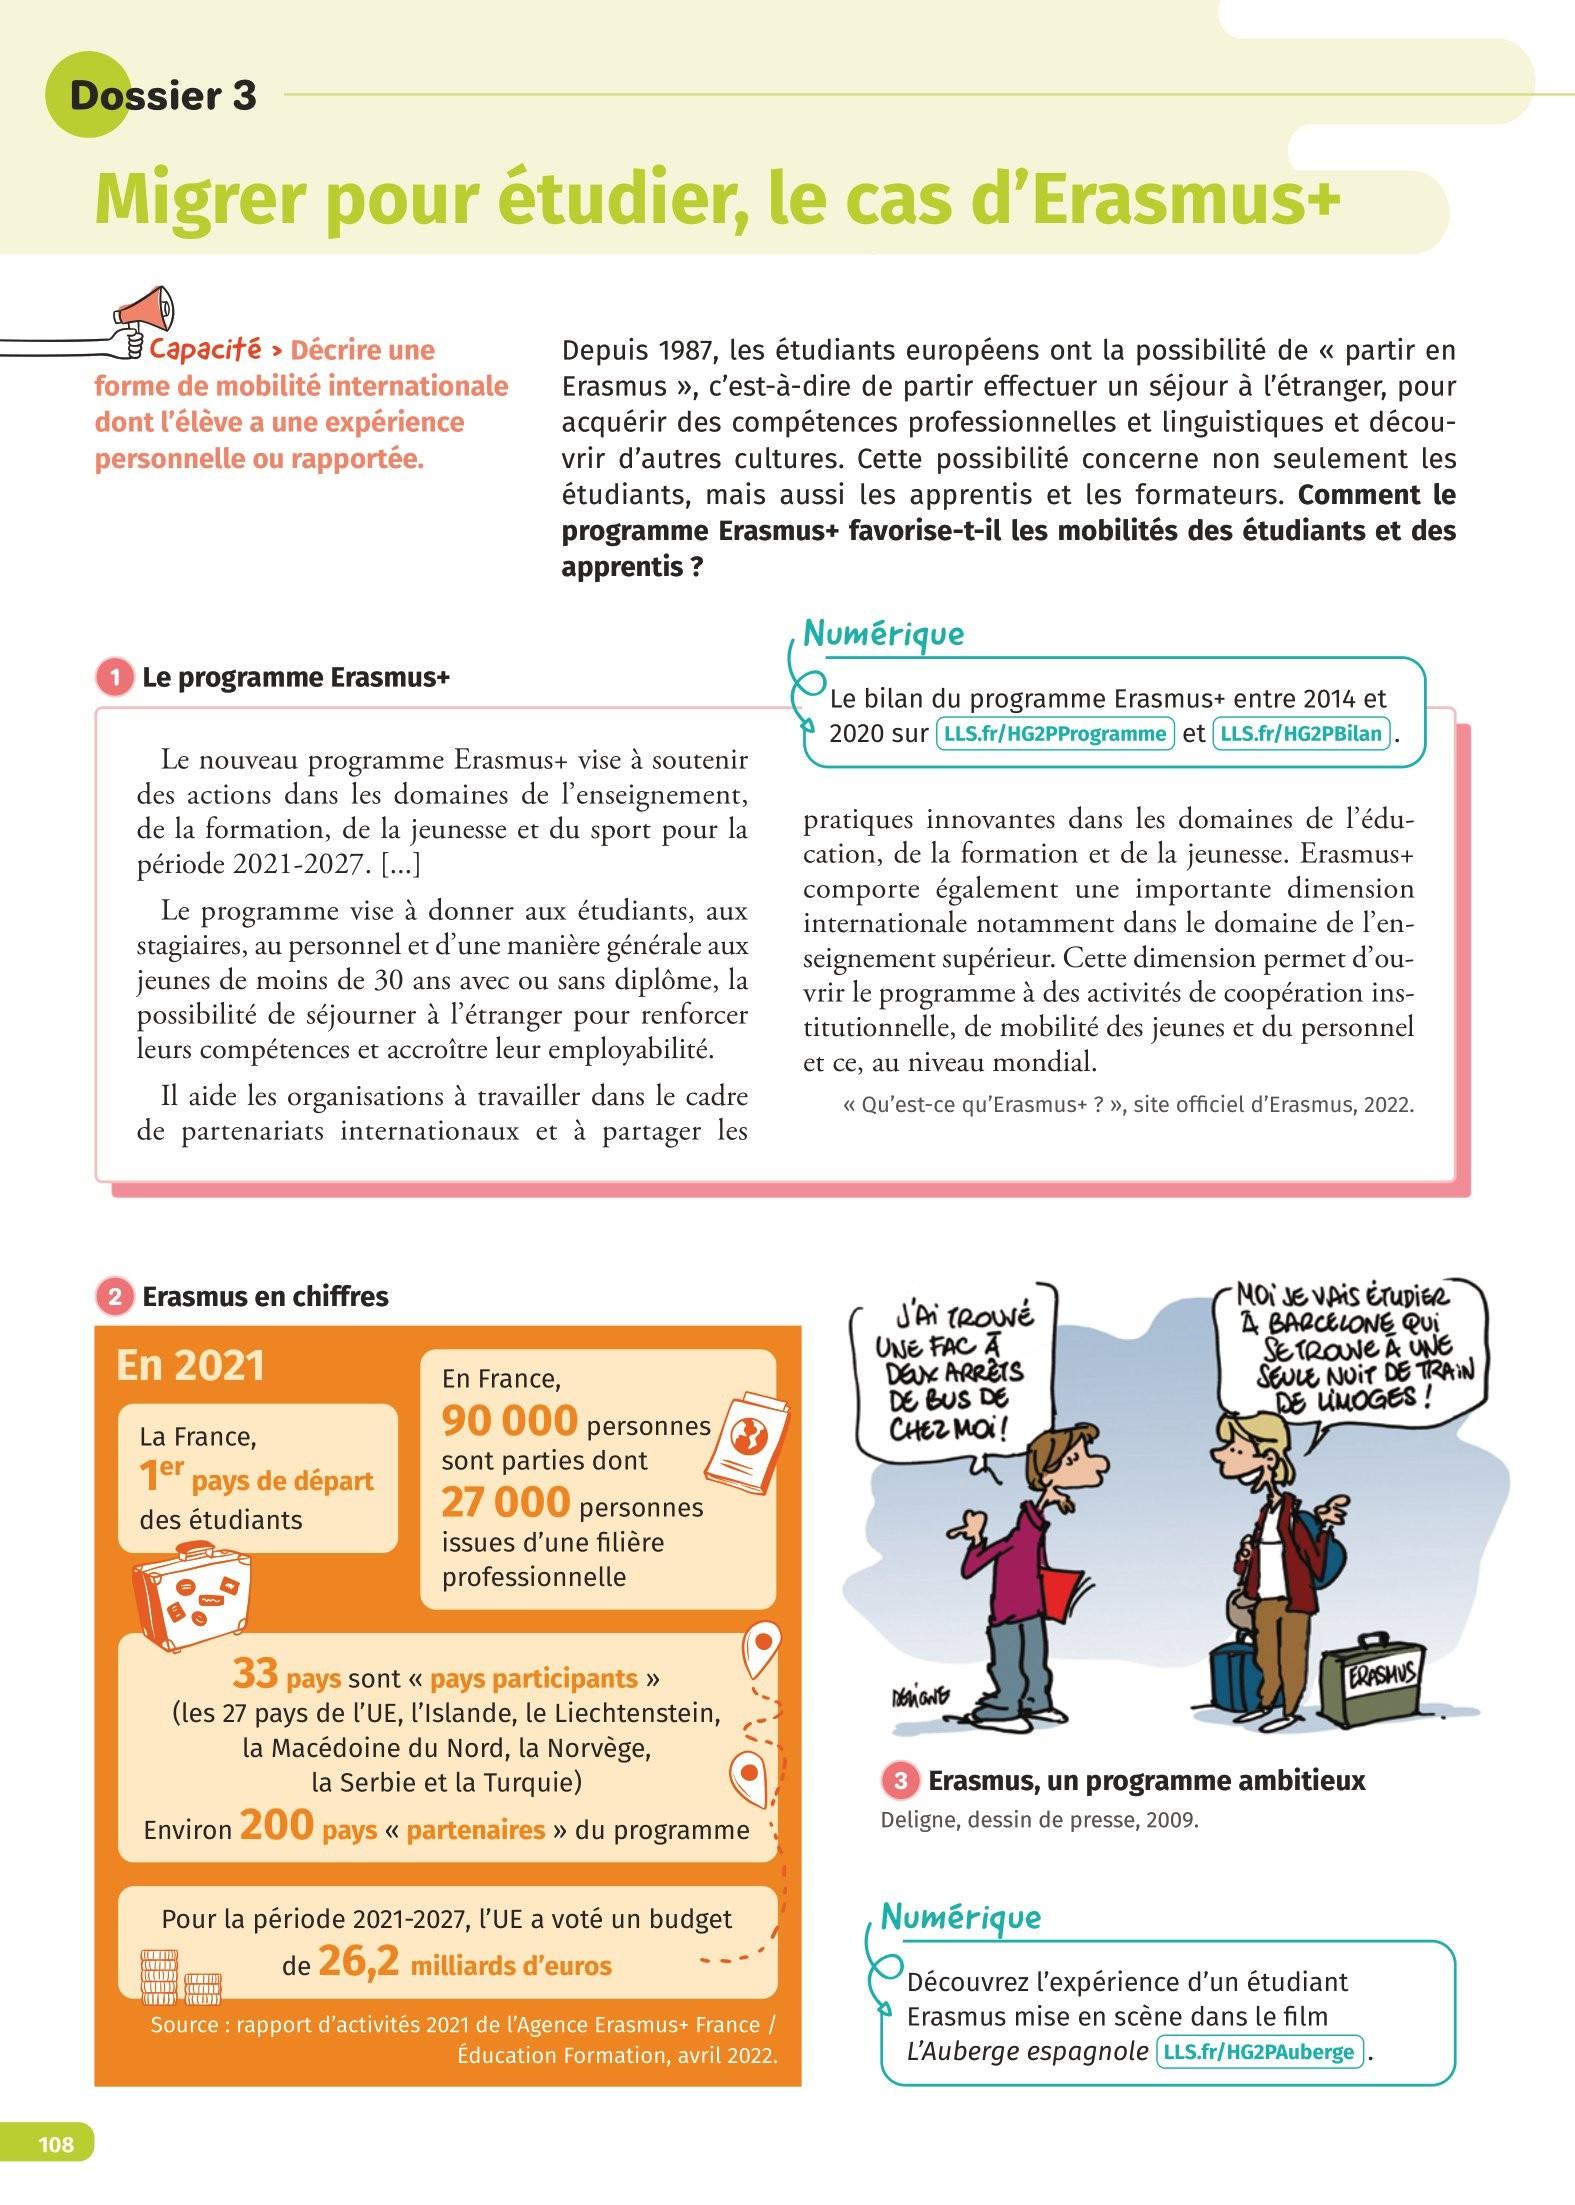 Dossier 3
Migrer pour étudier, le cas d'Erasmus+
Capacité > Décrire une
forme de mobilité internationale
dont l'élève a une expérience
personnelle ou rapportée.
Depuis 1987, les étudiants européens ont la possibilité de « partir en
Erasmus », c'est-à-dire de partir effectuer un séjour à l'étranger, pour
acquérir des compétences professionnelles et linguistiques et décou-
vrir d'autres cultures. Cette possibilité concerne non seulement les
étudiants, mais aussi les apprentis et les formateurs. Comment le
programme Erasmus+ favorise-t-il les mobilités des étudiants et des
apprentis ?
1 Le programme Erasmus+
Numérique
Le bilan du programme Erasmus+ entre 2014 et
2020 sur LLS.fr/HG2PProgramme et LLS.fr/HG2PBilan .
Le nouveau programme Erasmus+ vise à soutenir
des actions dans les domaines de l'enseignement,
de la formation, de la jeunesse et du sport pour la
période 2021-2027. [...]
Le programme vise à donner aux étudiants, aux
stagiaires, au personnel et d'une manière générale aux
jeunes de moins de 30 ans avec ou sans diplôme, la
possibilité de séjourner à l'étranger pour renforcer
leurs compétences et accroître leur employabilité.
Il aide les organisations à travailler dans le cadre
de partenariats internationaux et à partager les
pratiques innovantes dans les domaines de l'édu-
cation, de la formation et de la jeunesse. Erasmus+
comporte également une importante dimension
internationale notamment dans le domaine de l'en-
seignement supérieur. Cette dimension permet d'ou-
vrir le programme à des activités de coopération ins-
titutionnelle, de mobilité des jeunes et du personnel
et ce, au niveau mondial.
« Qu'est-ce qu'Erasmus+ ? », site officiel d'Erasmus, 2022.
2 Erasmus en chiffres
En 2021
La France,
1er pays de départ
des étudiants
En France,
90 000 personnes
sont parties dont
27 000 personnes
issues d'une filière
professionnelle
33 pays sont « pays participants »
(les 27 pays de l'UE, l'Islande, le Liechtenstein,
la Macédoine du Nord, la Norvège,
la Serbie et la Turquie)
Environ 200 pays « partenaires » du programme
Pour la période 2021-2027, l'UE a voté un budget
de 26,2 milliards d'euros
Source : rapport d'activités 2021 de l'Agence Erasmus+ France /
Éducation Formation, avril 2022.
J'AI TROUVÉ
UNE FAC À
DEUX ARRÊTS
DE BUS DE
CHEZ MOI !
MOI JE VAIS ÉTUDIER
À BARCELONE QUI
SE TROUVE À UNE
SEULE NUIT DE TRAIN
DE LIMOGES !
DELIGNE
ERASMUS
3 Erasmus, un programme ambitieux
Deligne, dessin de presse, 2009.
Numérique
Découvrez l'expérience d'un étudiant
Erasmus mise en scène dans le film
L'Auberge espagnole LLS.fr/HG2PAuberge .
108